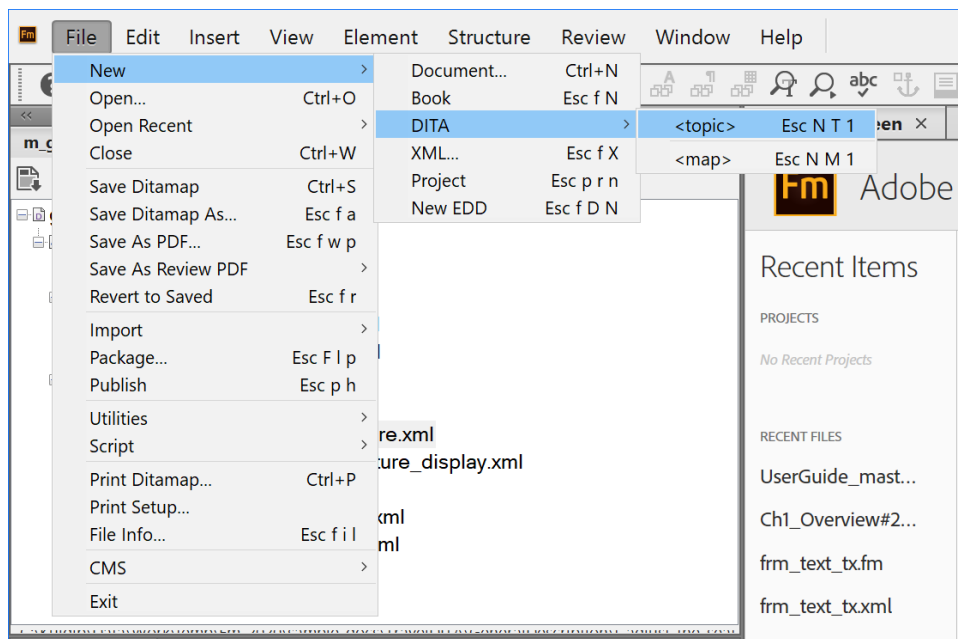 Fm File Edit Insert View Element Structure Review Window Help
New
Open... Ctrl+O
Open Recent
Close Ctrl+W
Save Ditamap Ctrl+S
Save Ditamap As... Esc f a
Save As PDF... Esc f w p
Save As Review PDF
Revert to Saved Esc f r
Import
Package... Esc F l p
Publish Esc p h
Utilities
Script
Print Ditamap... Ctrl+P
Print Setup...
File Info... Esc f i l
CMS
Exit
Document... Ctrl+N
Book Esc f N
DITA
XML... Esc f X
Project Esc p r n
New EDD Esc f D N
<topic> Esc N T 1
<map> Esc N M 1
een ×
m_g
re.xml
ture_display.xml
xml
ml
Fm Adobe
Recent Items
PROJECTS
No Recent Projects
RECENT FILES
UserGuide_mast...
Ch1_Overview#2...
frm_text_tx.fm
frm_text_tx.xml